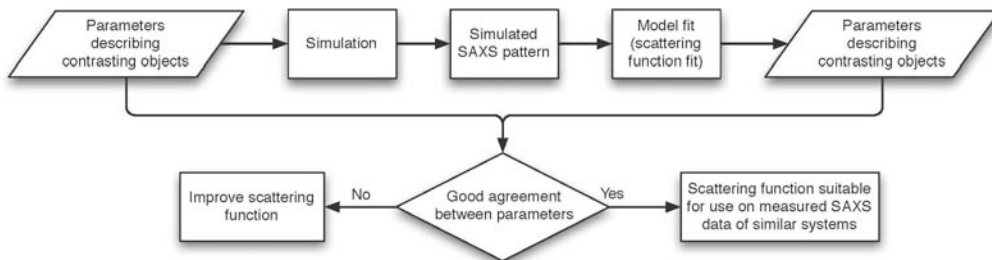 Parameters
describing
contrasting objects
Simulation
Simulated
SAXS pattern
Model fit
(scattering
function fit)
Parameters
describing
contrasting objects
Improve scattering
function
No
Good agreement
between parameters
Yes
Scattering function suitable
for use on measured SAXS
data of similar systems